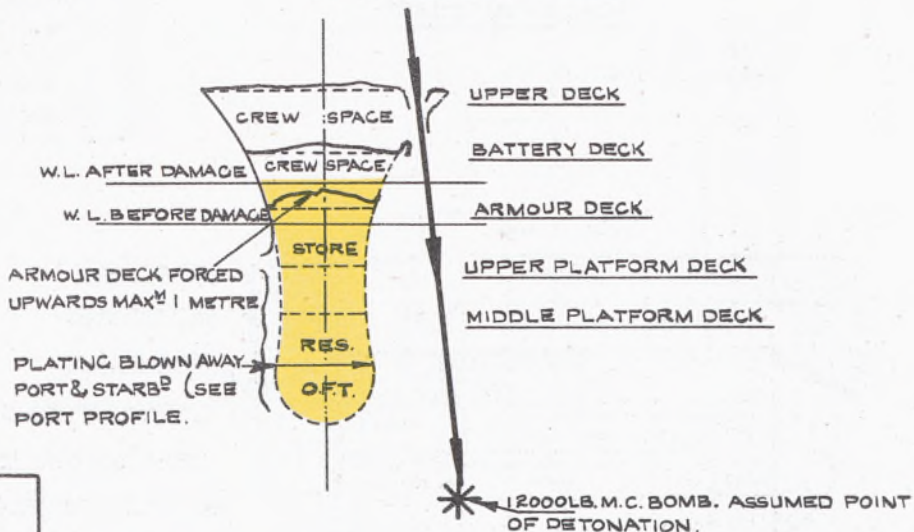 UPPER DECK
CREW SPACE
BATTERY DECK
W.L. AFTER DAMAGE
CREW SPACE
W.L. BEFORE DAMAGE
ARMOUR DECK
STORE
ARMOUR DECK FORCED
UPWARDS MAXM 1 METRE
UPPER PLATFORM DECK
MIDDLE PLATFORM DECK
RES.
O.F.T.
PLATING BLOWN AWAY
PORT & STARBD (SEE
PORT PROFILE.
12000LB. M.C. BOMB. ASSUMED POINT
OF DETONATION.